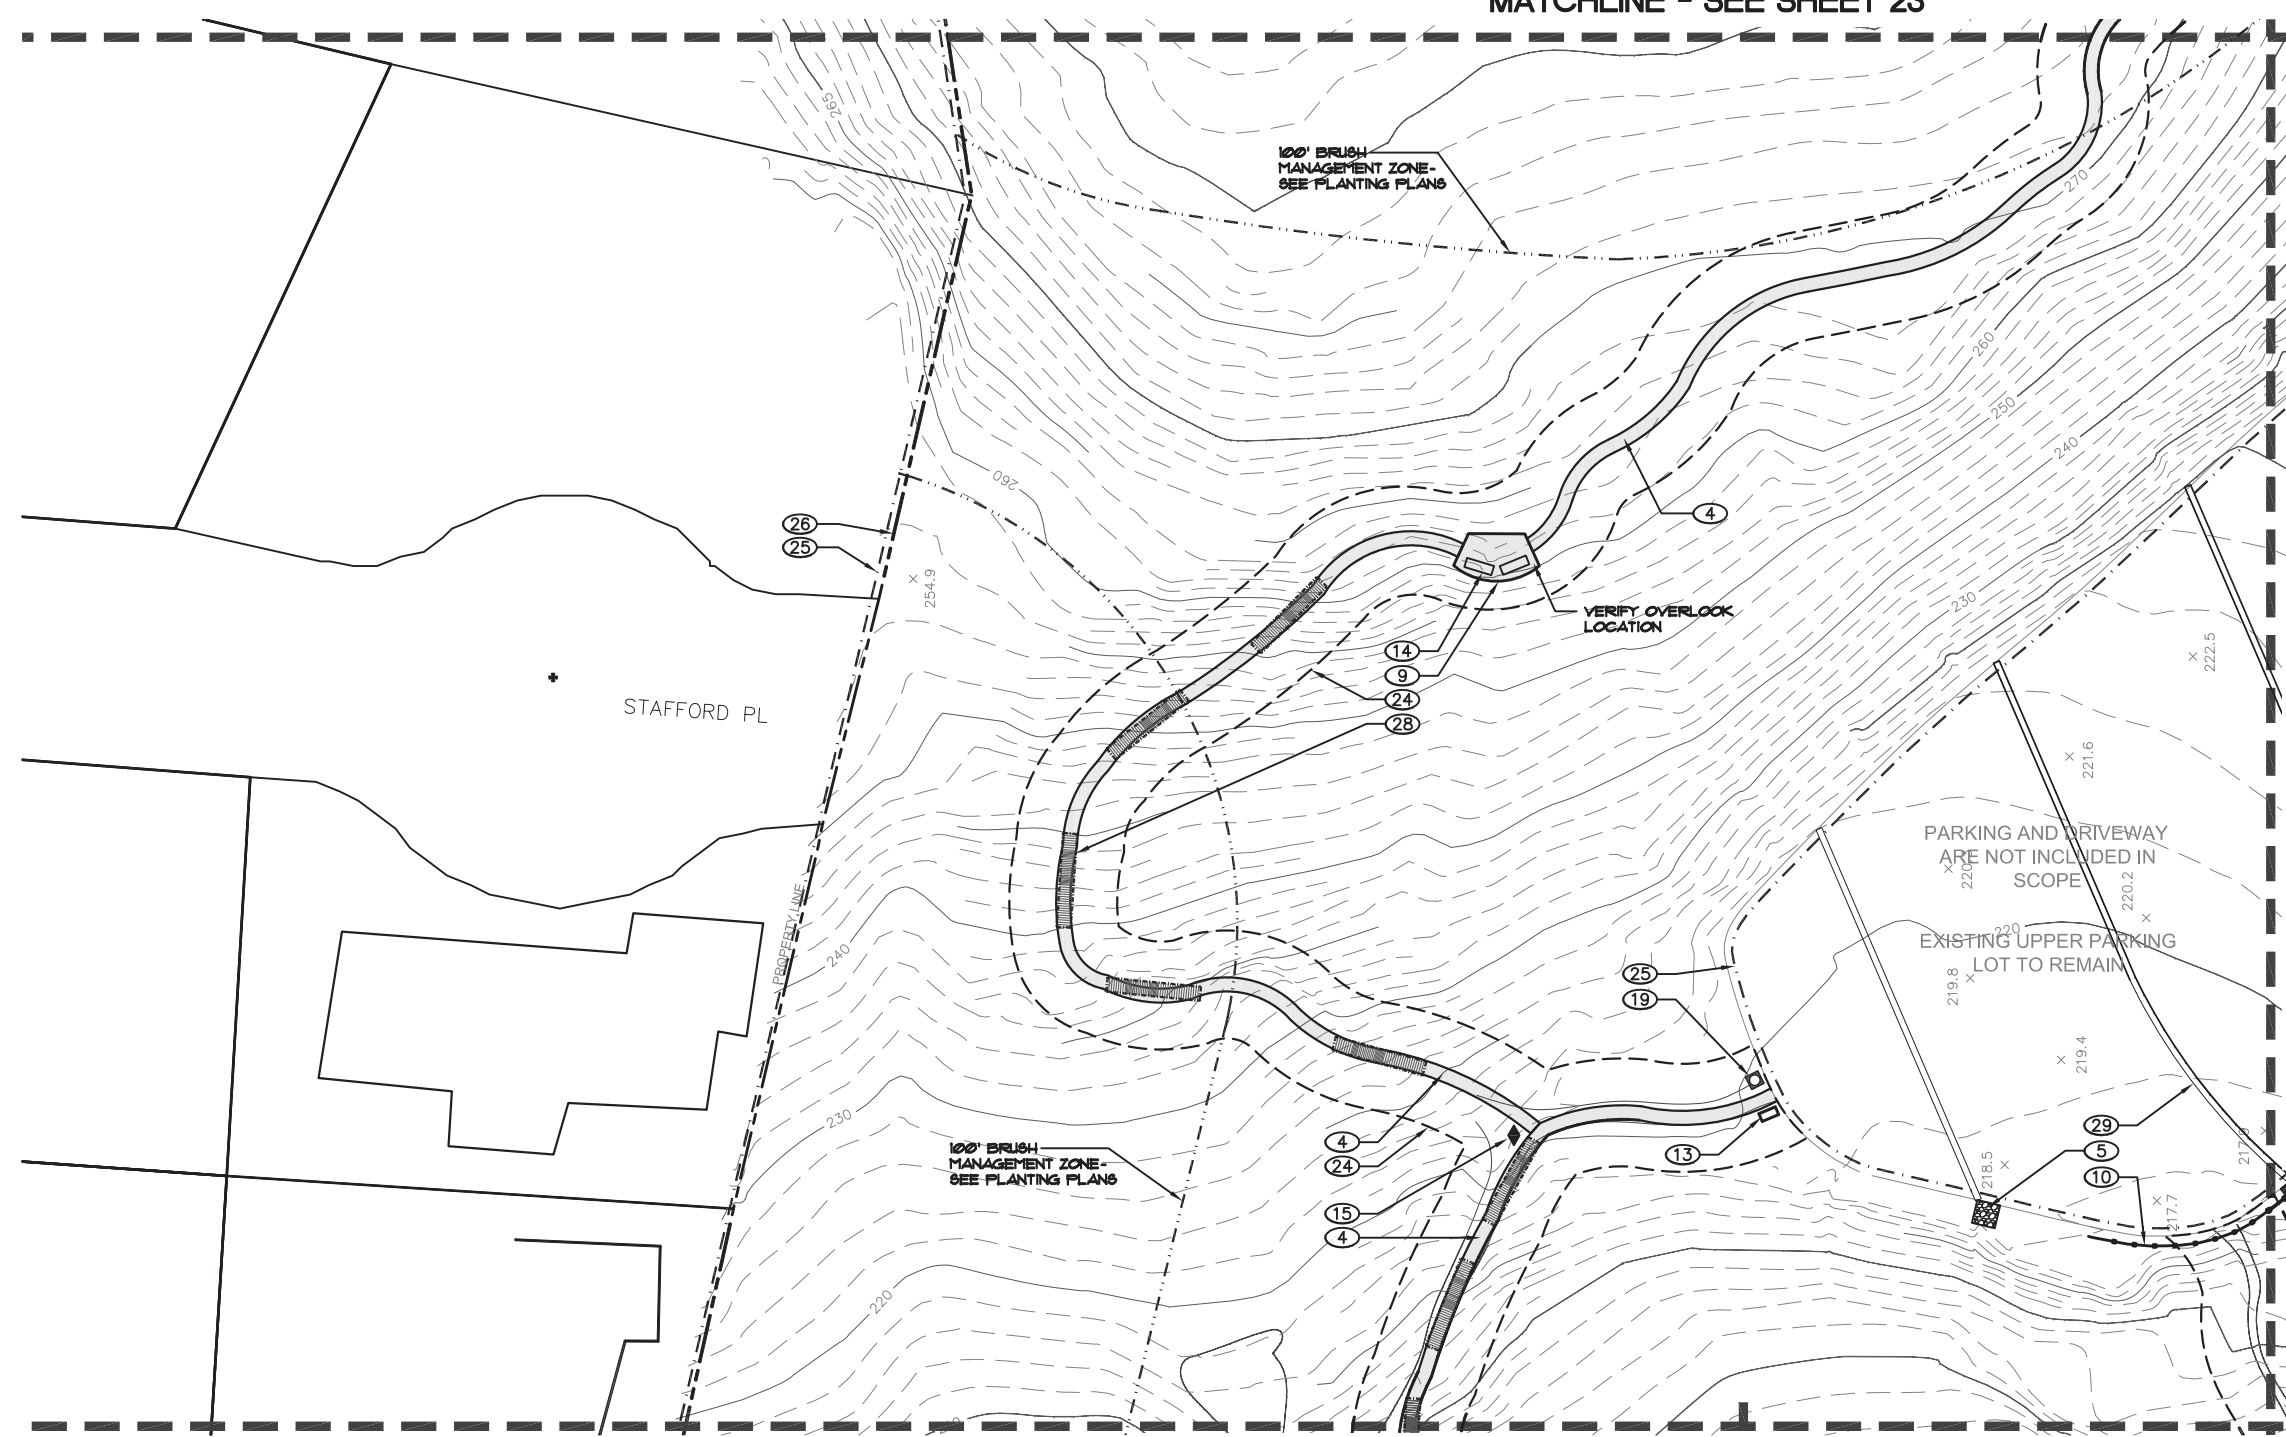 MATCHLINE - SEE SHEET 23
265
100' BRUSH
MANAGEMENT ZONE-
SEE PLANTING PLANS
270
260
250
240
260
26
25
254.9
4
230
VERIFY OVERLOOK
LOCATION
14
9
24
28
222.5
STAFFORD PL
221.6
PARKING AND DRIVEWAY
ARE NOT INCLUDED IN
SCOPE
220.2
PROPERTY LINE
240
220
EXISTING UPPER PARKING
LOT TO REMAIN
25
19
219.8
219.4
230
100' BRUSH
MANAGEMENT ZONE-
SEE PLANTING PLANS
4
24
13
29
5
10
218.5
217.7
15
4
220